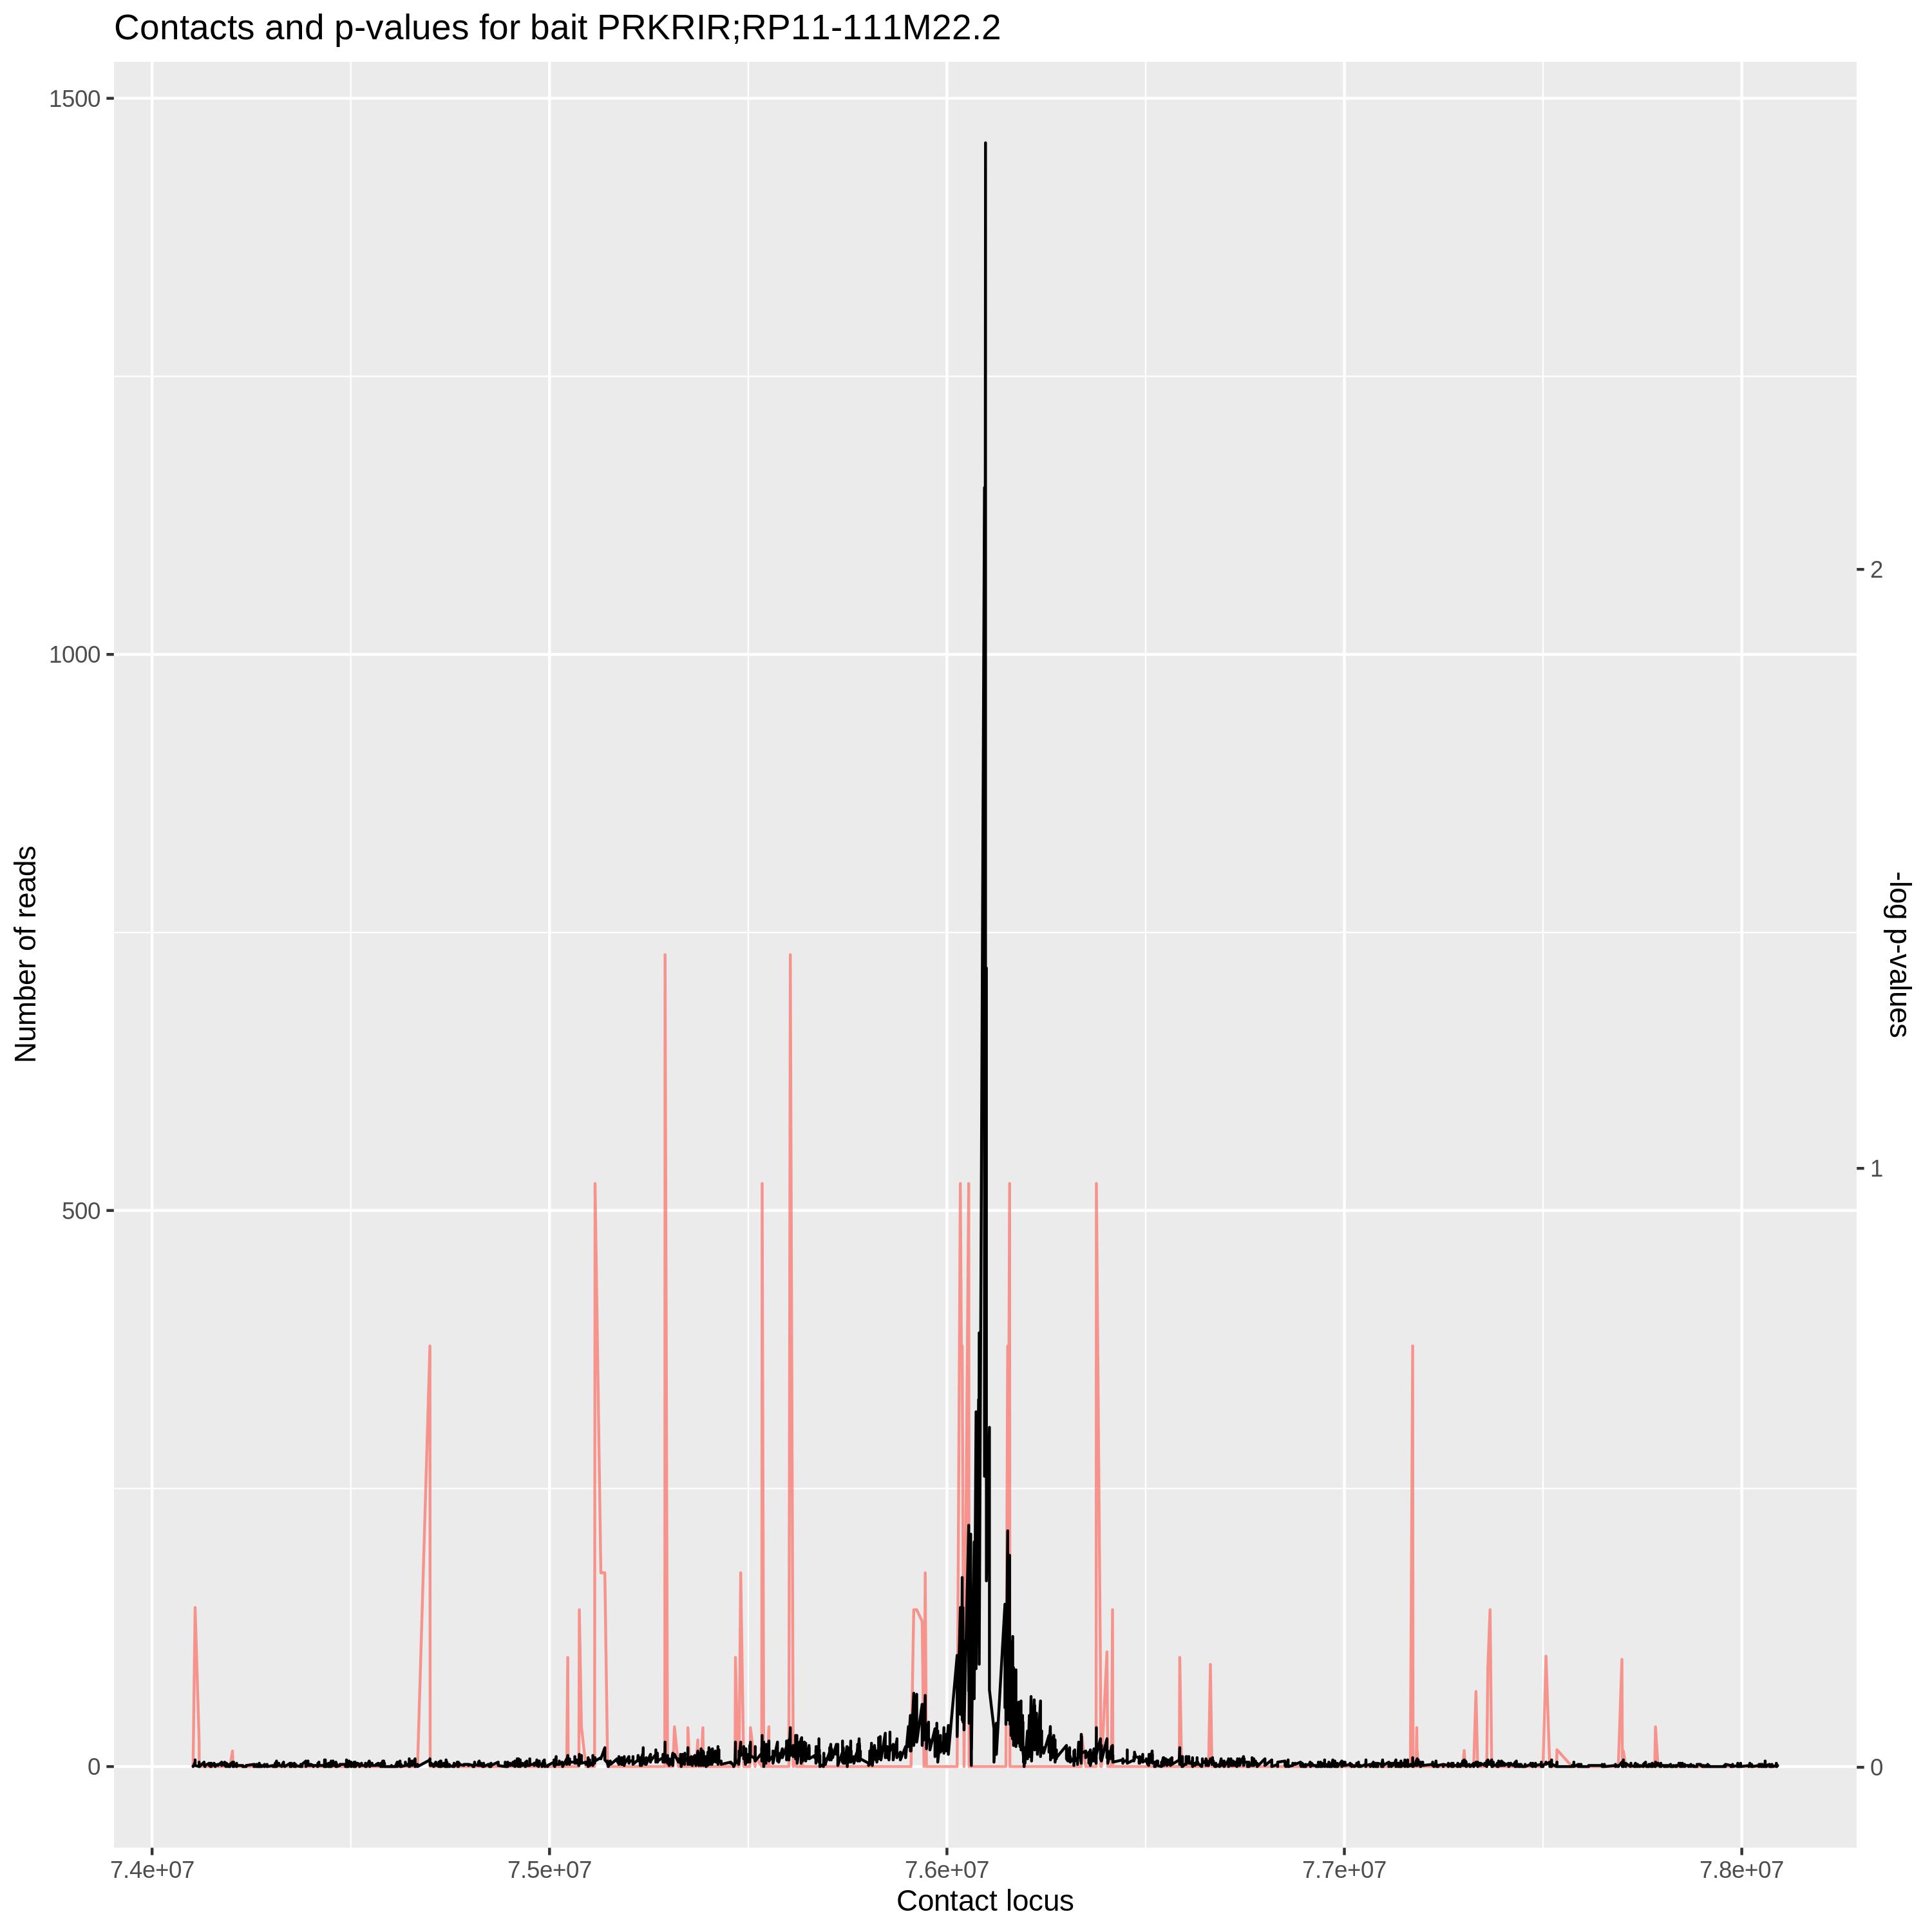 Contacts and p-values for bait PRKRIR;RP11-111M22.2
1500
1000
500
0
Number of reads
2
1
0
-log p-values
7.4e+07 7.5e+07 7.6e+07 7.7e+07 7.8e+07
Contact locus